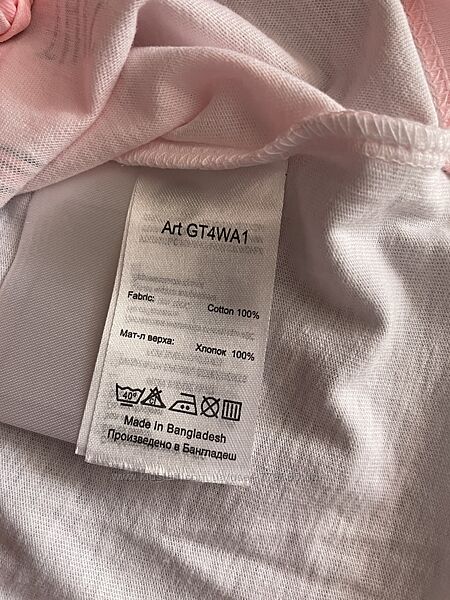 Art GT4WA1
Fabric: Cotton 100%
Мат-л верха: Хлопок 100%
40°
Made In Bangladesh
Произведено в Бангладеш